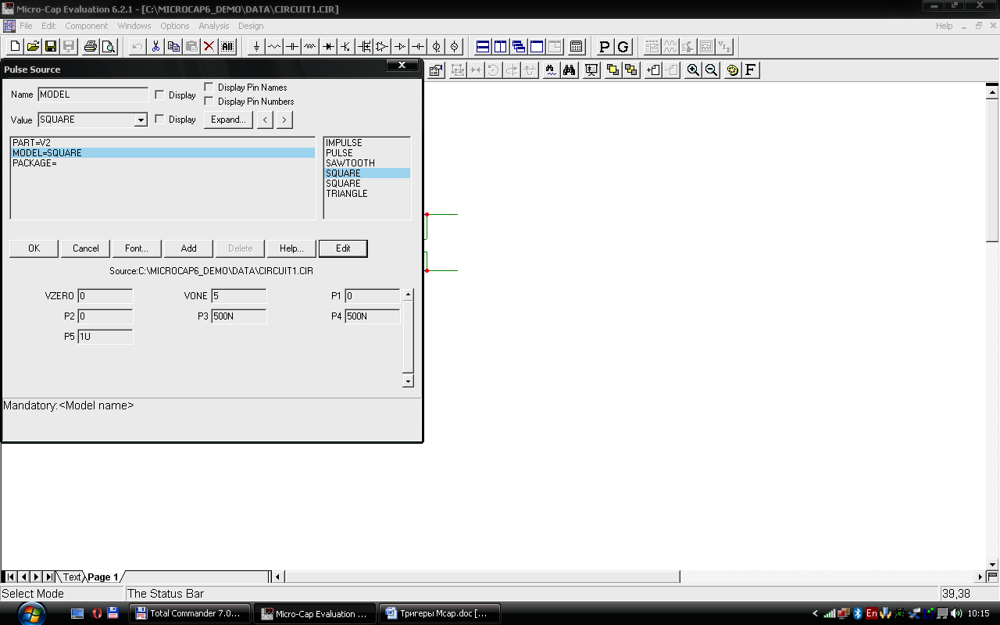 Micro-Cap Evaluation 6.2.1 - [C:\MICROCAP6_DEMO\DATA\CIRCUIT1.CIR]
File Edit Component Windows Options Analysis Design Help
P G
F
Pulse Source
Name MODEL Display Display Pin Names
Display Pin Numbers
Value SQUARE Display Expand... < >
PART=V2
MODEL=SQUARE
PACKAGE=
IMPULSE
PULSE
SAWTOOTH
SQUARE
SQUARE
TRIANGLE
OK Cancel Font... Add Delete Help... Edit
Source:C:\MICROCAP6_DEMO\DATA\CIRCUIT1.CIR
VZERO 0 VONE 5 P1 0
P2 0 P3 500N P4 500N
P5 1U
Mandatory:<Model name>
Text Page 1
Select Mode The Status Bar 39,38
Total Commander 7.0... Micro-Cap Evaluation ... Тригеры Mcap.doc [... En 10:15